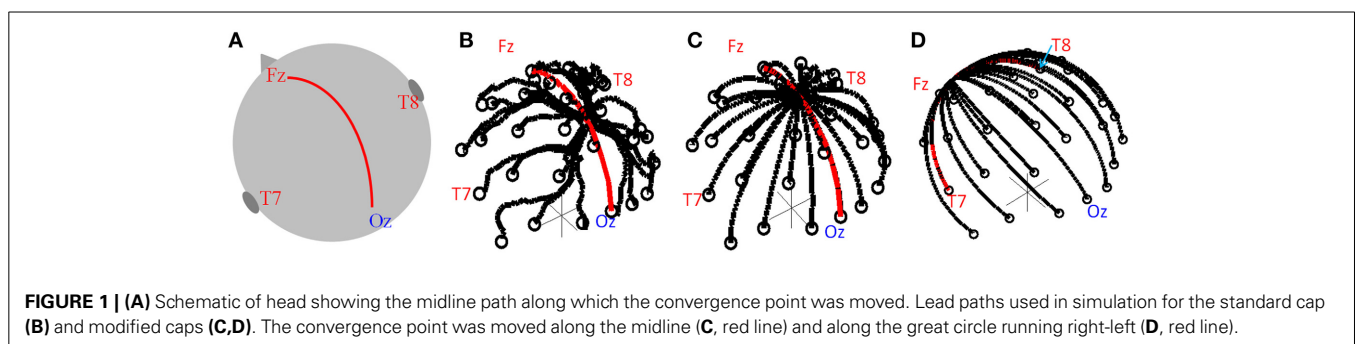 A
Fz
T8
T7
Oz
B
Fz
T8
T7
Oz
C
Fz
T8
T7
Oz
D
T8
Fz
T7
Oz
FIGURE 1 | (A) Schematic of head showing the midline path along which the convergence point was moved. Lead paths used in simulation for the standard cap
(B) and modified caps (C,D). The convergence point was moved along the midline (C, red line) and along the great circle running right-left (D, red line).